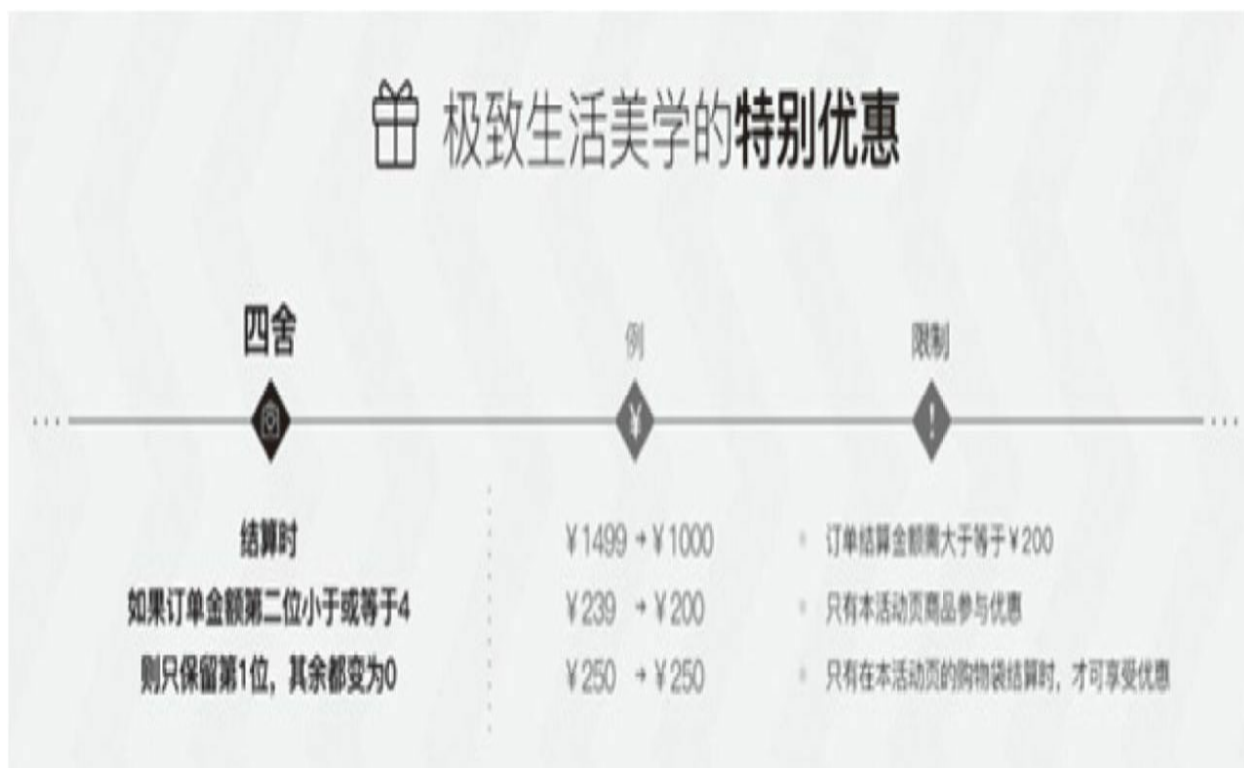 极致生活美学的特别优惠
四舍
例
限制
结算时
如果订单金额第二位小于或等于4
则只保留第1位，其余都变为0
¥1499 → ¥1000
¥239 → ¥200
¥250 → ¥250
订单结算金额需大于等于¥200
只有本活动页商品参与优惠
只有在本活动页的购物袋结算时，才可享受优惠